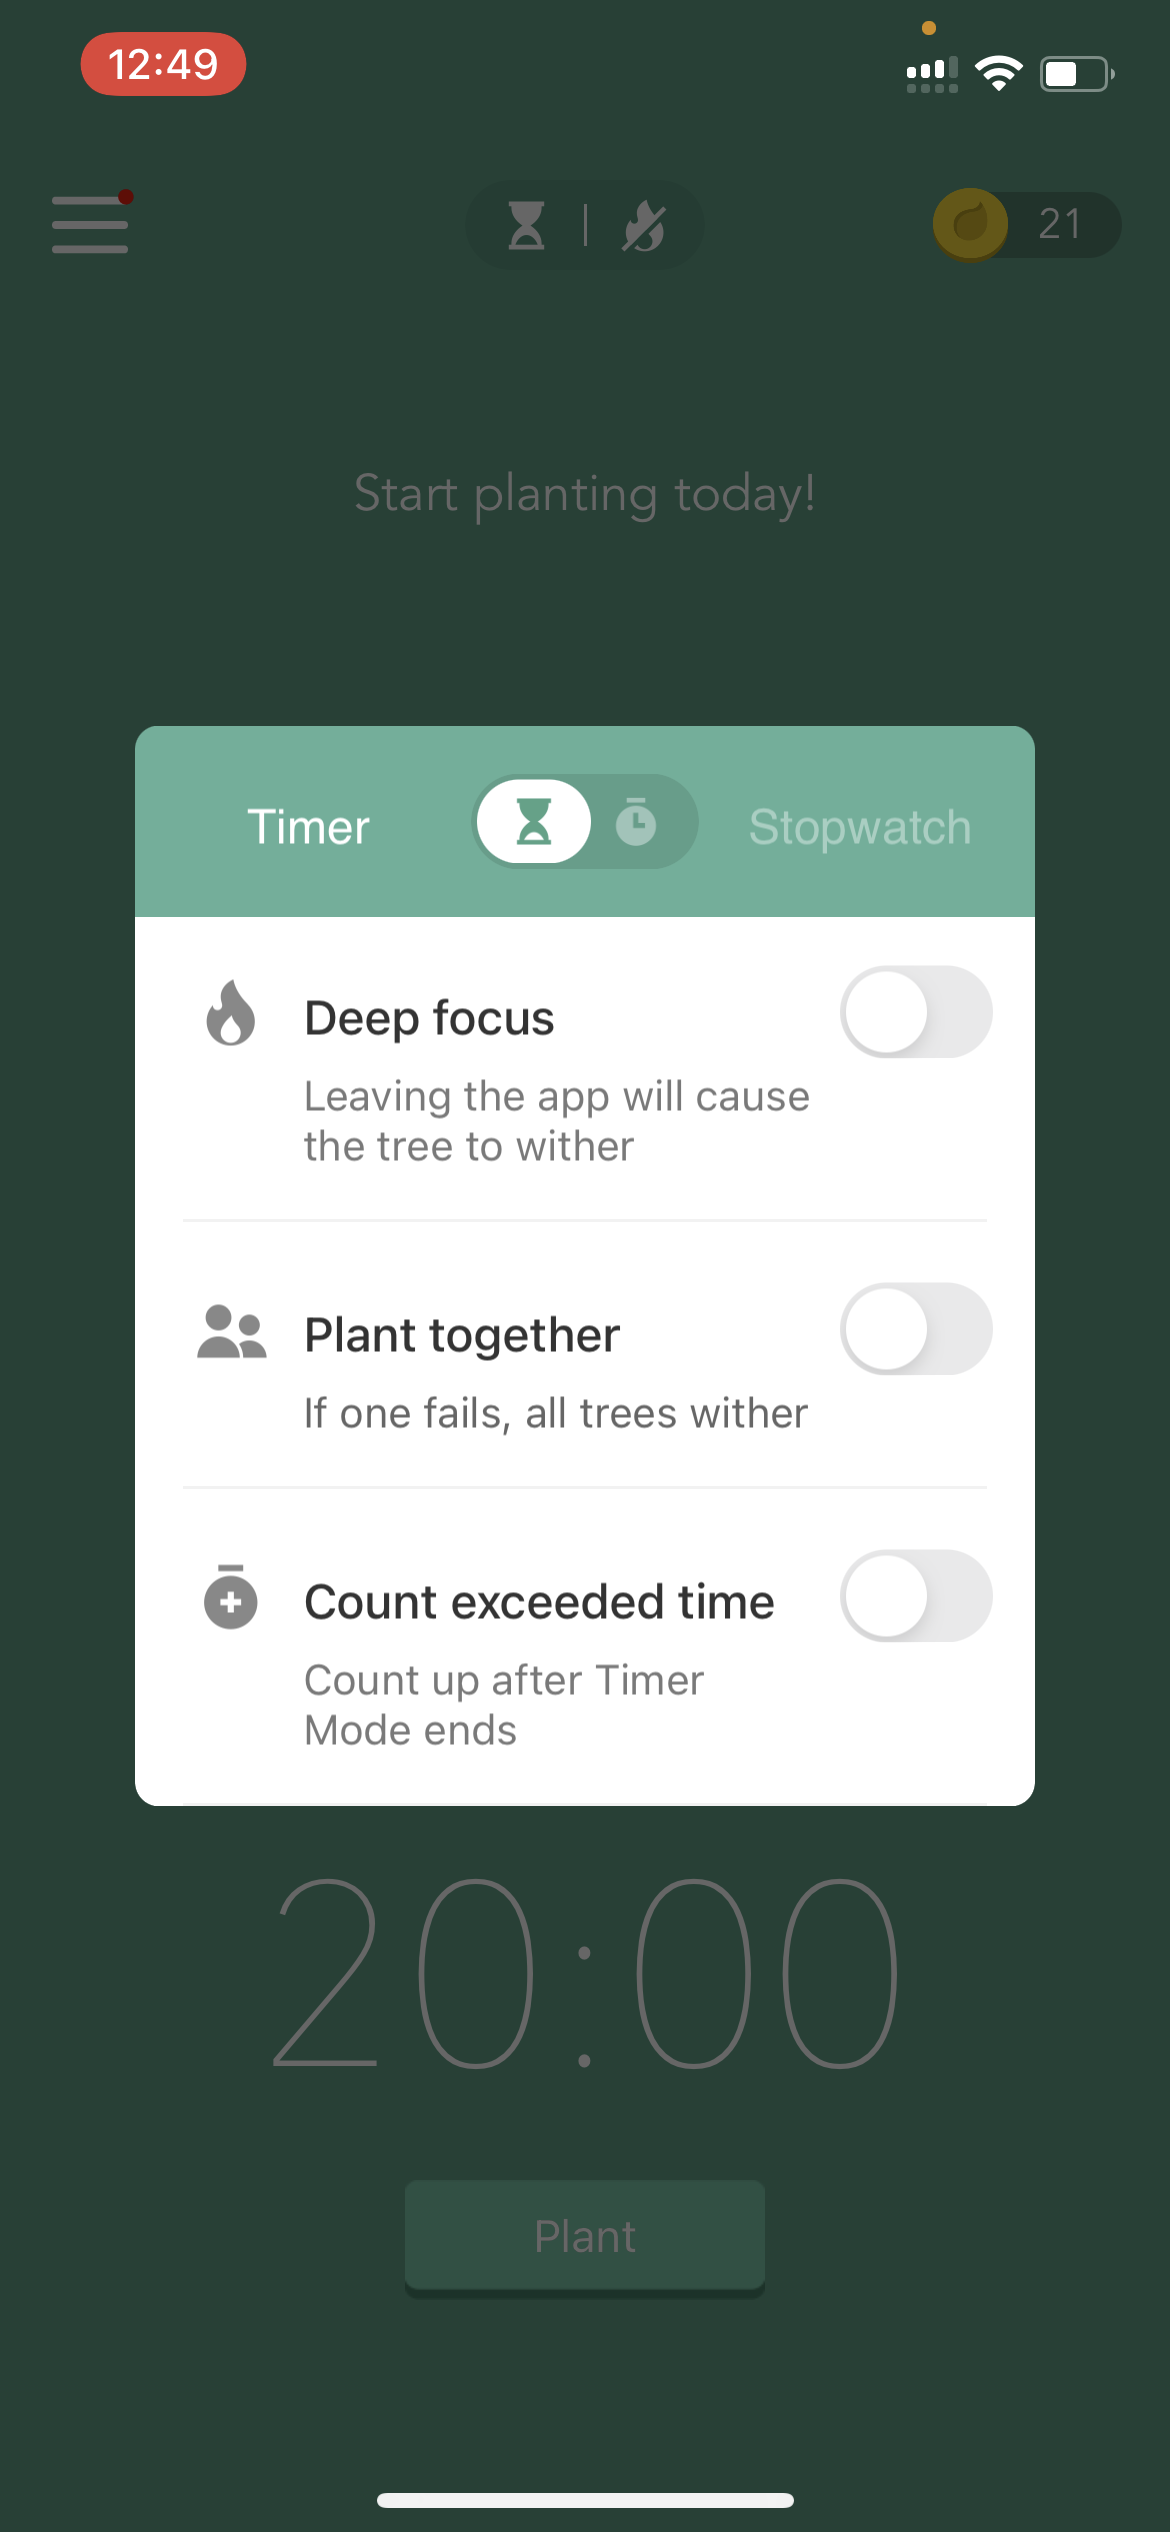 12:49
21
Start planting today!
Timer
Stopwatch
Deep focus
Leaving the app will cause
the tree to wither
Plant together
If one fails, all trees wither
Count exceeded time
Count up after Timer
Mode ends
20:00
Plant